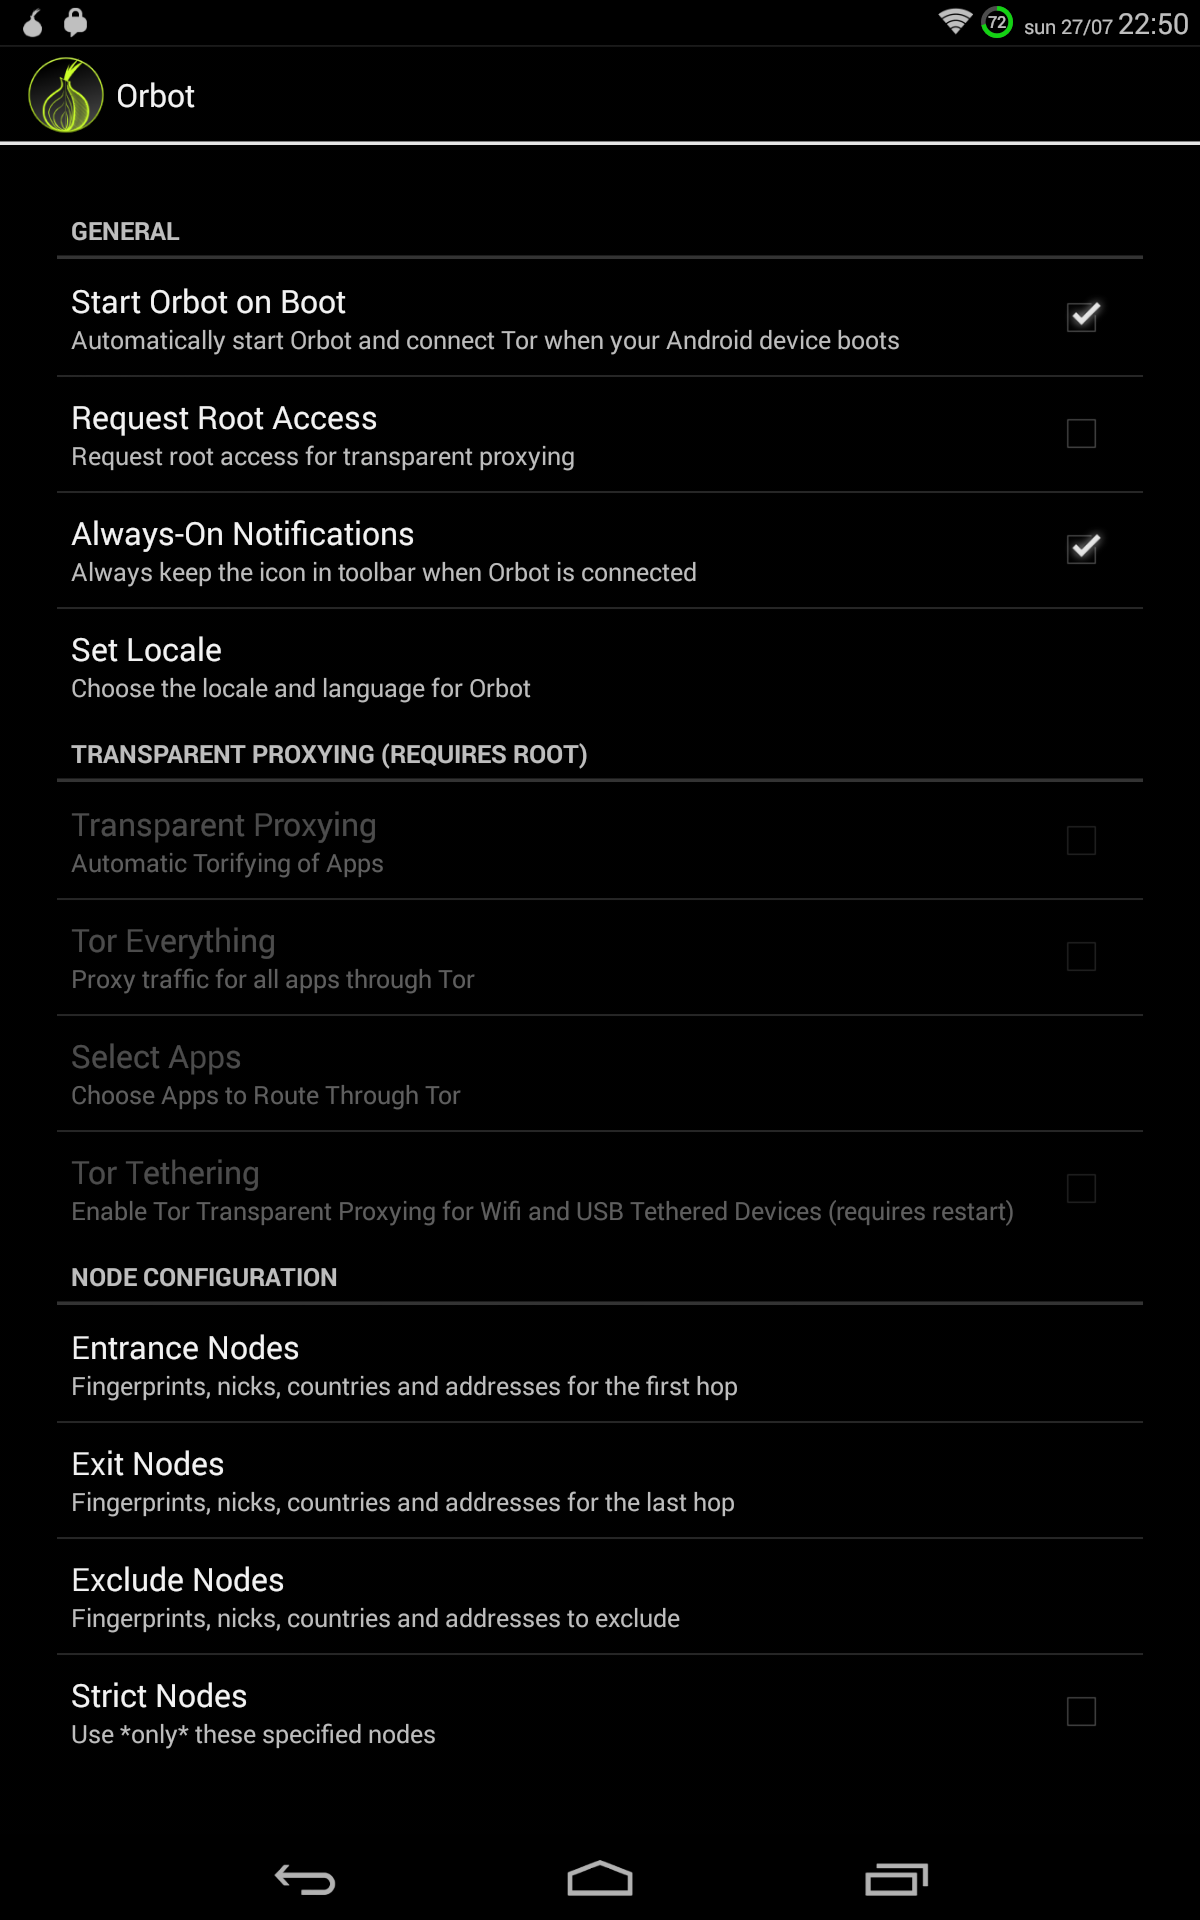 72 sun 27/07 22:50
Orbot
GENERAL
Start Orbot on Boot
Automatically start Orbot and connect Tor when your Android device boots
Request Root Access
Request root access for transparent proxying
Always-On Notifications
Always keep the icon in toolbar when Orbot is connected
Set Locale
Choose the locale and language for Orbot
TRANSPARENT PROXYING (REQUIRES ROOT)
Transparent Proxying
Automatic Torifying of Apps
Tor Everything
Proxy traffic for all apps through Tor
Select Apps
Choose Apps to Route Through Tor
Tor Tethering
Enable Tor Transparent Proxying for Wifi and USB Tethered Devices (requires restart)
NODE CONFIGURATION
Entrance Nodes
Fingerprints, nicks, countries and addresses for the first hop
Exit Nodes
Fingerprints, nicks, countries and addresses for the last hop
Exclude Nodes
Fingerprints, nicks, countries and addresses to exclude
Strict Nodes
Use *only* these specified nodes